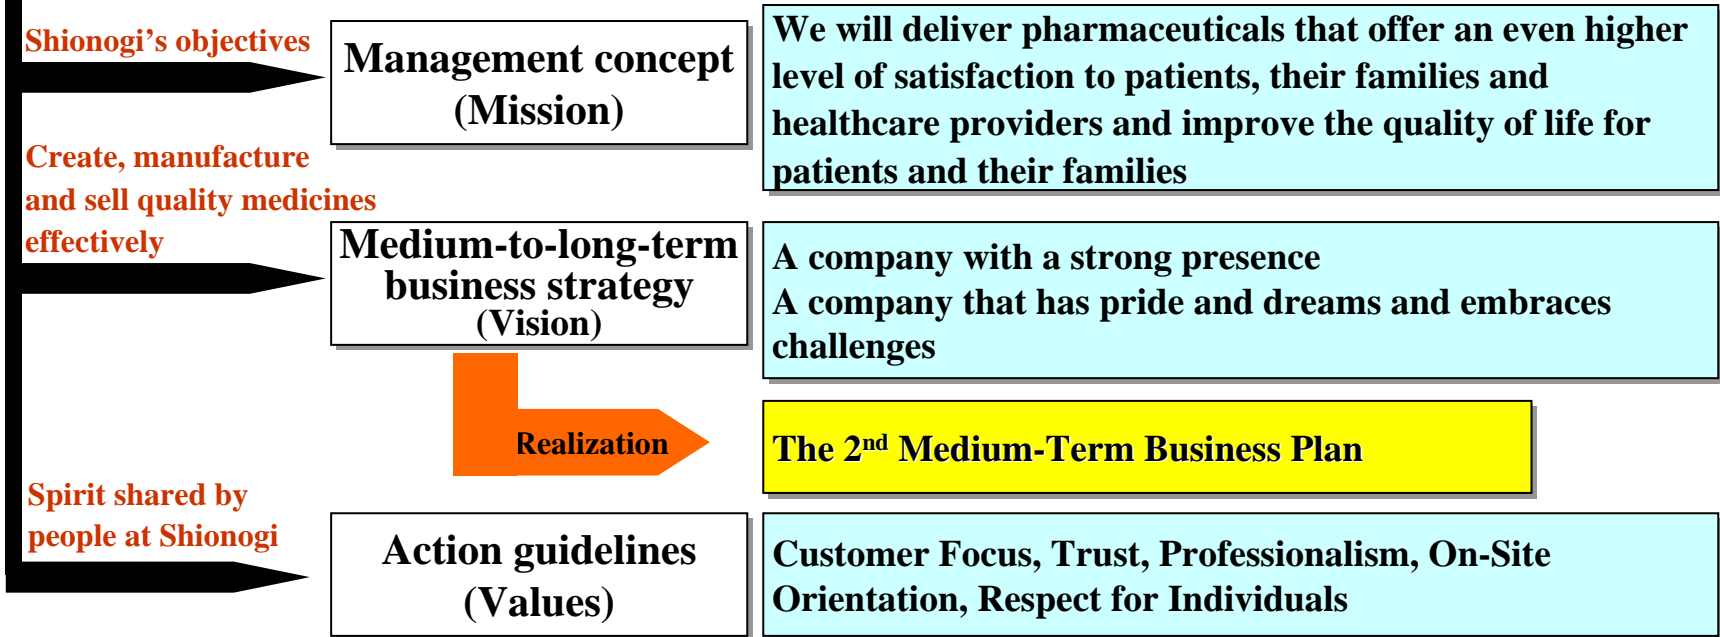 Shionogi's objectives
Management concept
(Mission)
We will deliver pharmaceuticals that offer an even higher
level of satisfaction to patients, their families and
healthcare providers and improve the quality of life for
patients and their families
Create, manufacture
and sell quality medicines
effectively
Medium-to-long-term
business strategy
(Vision)
A company with a strong presence
A company that has pride and dreams and embraces
challenges
Realization
The 2nd Medium-Term Business Plan
Spirit shared by
people at Shionogi
Action guidelines
(Values)
Customer Focus, Trust, Professionalism, On-Site
Orientation, Respect for Individuals